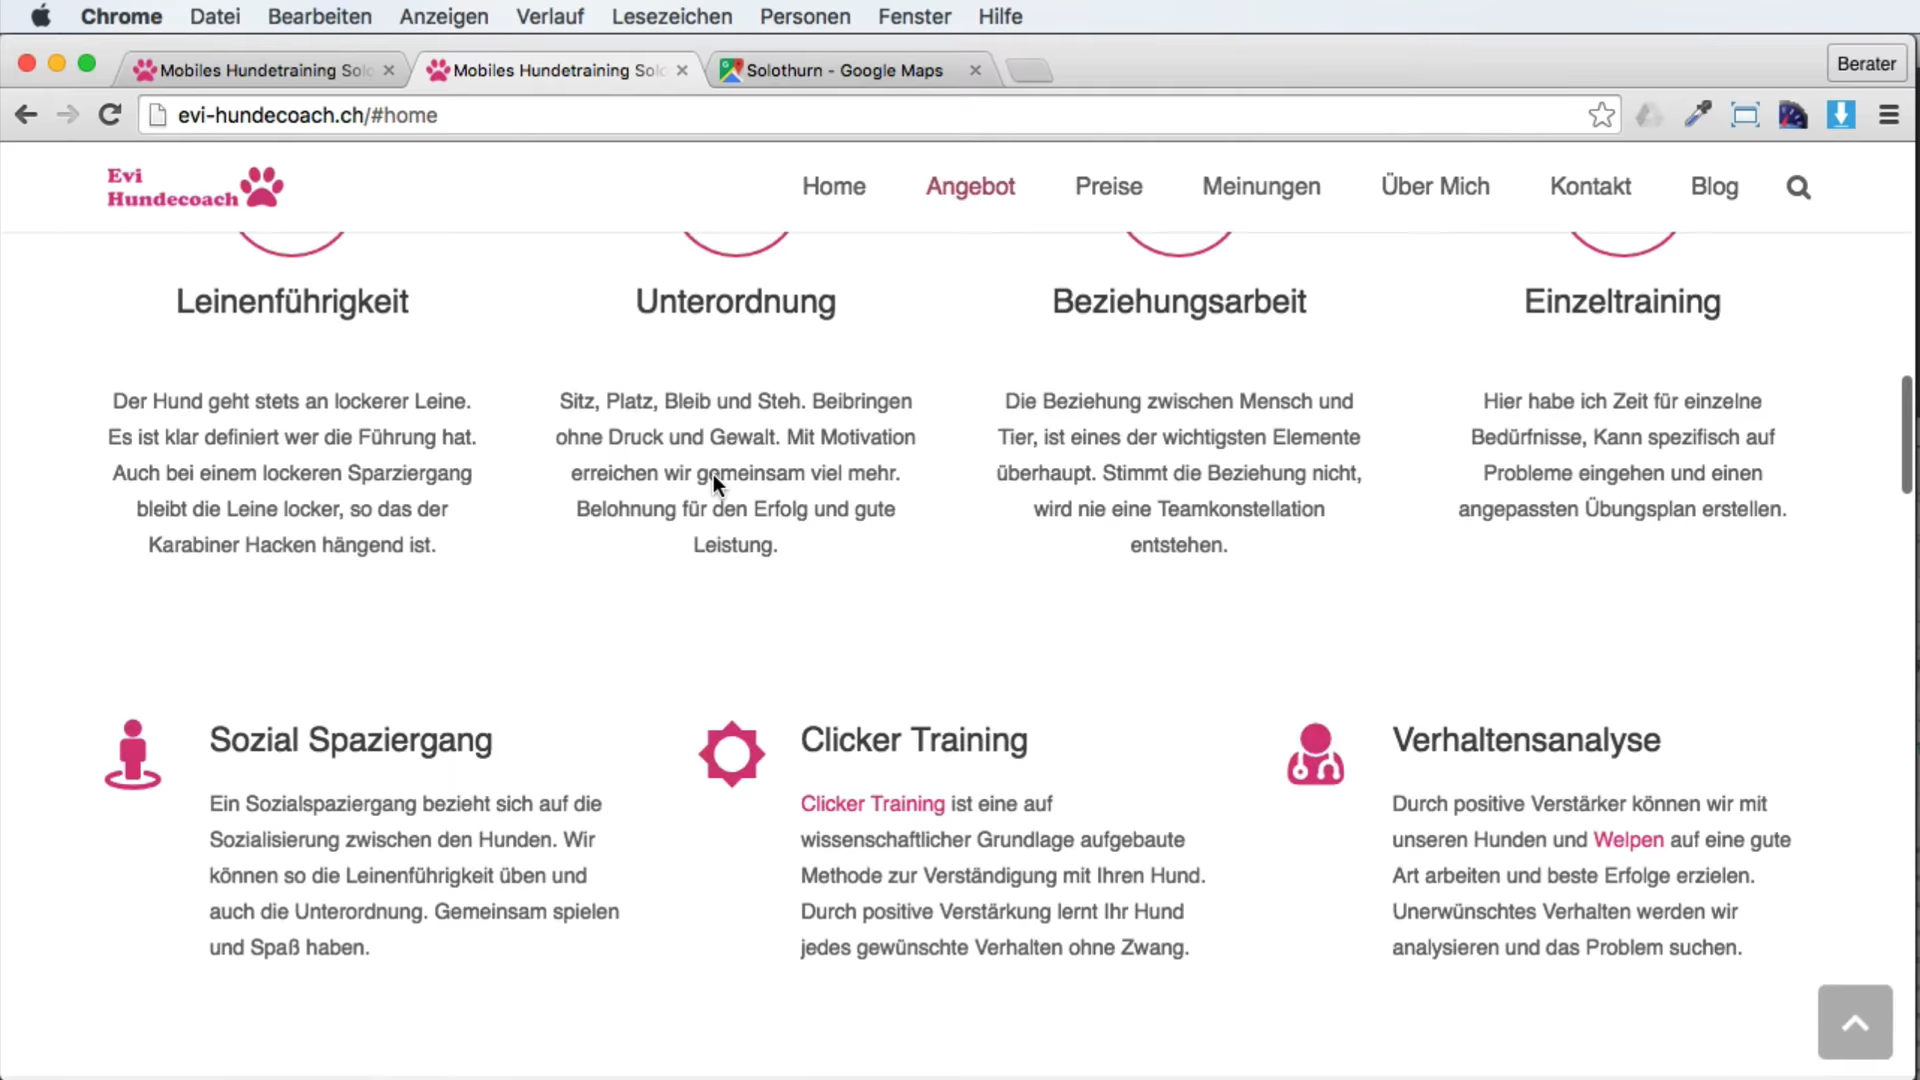 Chrome Datei Bearbeiten Anzeigen Verlauf Lesezeichen Personen Fenster Hilfe
Mobiles Hundetraining Solo
Mobiles Hundetraining Solo
Solothurn - Google Maps
Berater
evi-hundecoach.ch/#home
Evi
Hundecoach
Home Angebot Preise Meinungen Über Mich Kontakt Blog
Leinenführigkeit
Der Hund geht stets an lockerer Leine.
Es ist klar definiert wer die Führung hat.
Auch bei einem lockeren Sparziergang
bleibt die Leine locker, so das der
Karabiner Hacken hängend ist.
Unterordnung
Sitz, Platz, Bleib und Steh. Beibringen
ohne Druck und Gewalt. Mit Motivation
erreichen wir gemeinsam viel mehr.
Belohnung für den Erfolg und gute
Leistung.
Beziehungsarbeit
Die Beziehung zwischen Mensch und
Tier, ist eines der wichtigsten Elemente
überhaupt. Stimmt die Beziehung nicht,
wird nie eine Teamkonstellation
entstehen.
Einzeltraining
Hier habe ich Zeit für einzelne
Bedürfnisse, Kann spezifisch auf
Probleme eingehen und einen
angepassten Übungsplan erstellen.
Sozial Spaziergang
Ein Sozialspaziergang bezieht sich auf die
Sozialisierung zwischen den Hunden. Wir
können so die Leinenführigkeit üben und
auch die Unterordnung. Gemeinsam spielen
und Spaß haben.
Clicker Training
Clicker Training ist eine auf
wissenschaftlicher Grundlage aufgebaute
Methode zur Verständigung mit Ihren Hund.
Durch positive Verstärkung lernt Ihr Hund
jedes gewünschte Verhalten ohne Zwang.
Verhaltensanalyse
Durch positive Verstärker können wir mit
unseren Hunden und Welpen auf eine gute
Art arbeiten und beste Erfolge erzielen.
Unerwünschtes Verhalten werden wir
analysieren und das Problem suchen.